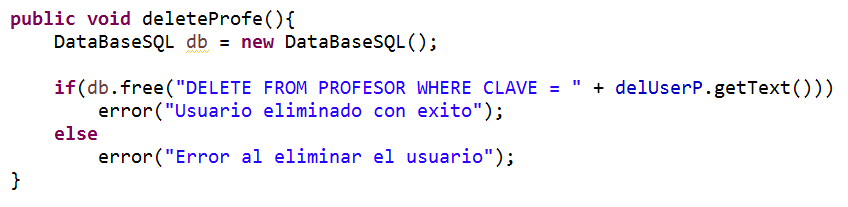 public void deleteProfe(){
    DataBaseSQL db = new DataBaseSQL();
    if(db.free("DELETE FROM PROFESOR WHERE CLAVE = " + delUserP.getText()))
        error("Usuario eliminado con exito");
    else
        error("Error al eliminar el usuario");
}